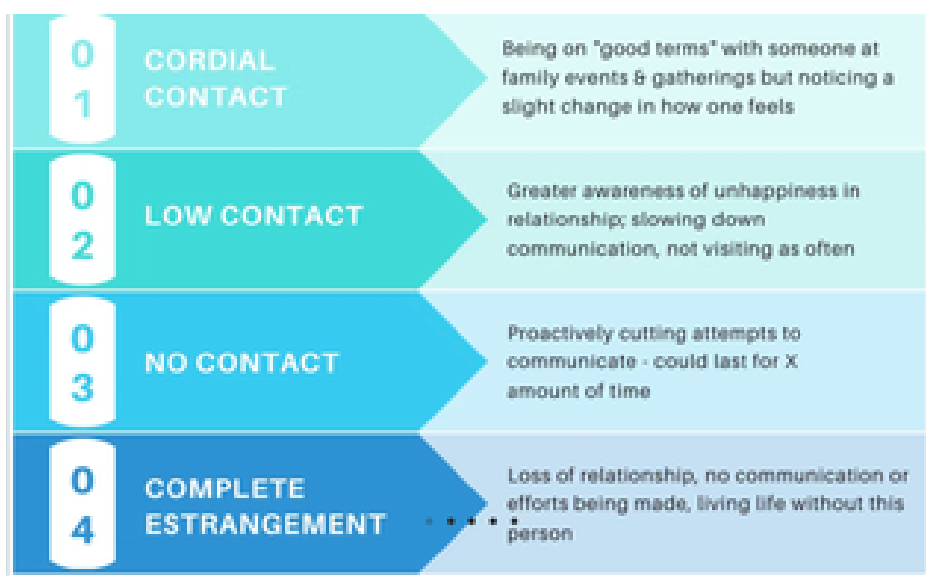 0
1
CORDIAL
CONTACT
Being on "good terms" with someone at
family events & gatherings but noticing a
slight change in how one feels
0
2
LOW CONTACT
Greater awareness of unhappiness in
relationship; slowing down
communication, not visiting as often
0
3
NO CONTACT
Proactively cutting attempts to
communicate - could last for X
amount of time
0
4
COMPLETE
ESTRANGEMENT
Loss of relationship, no communication or
efforts being made, living life without this
person